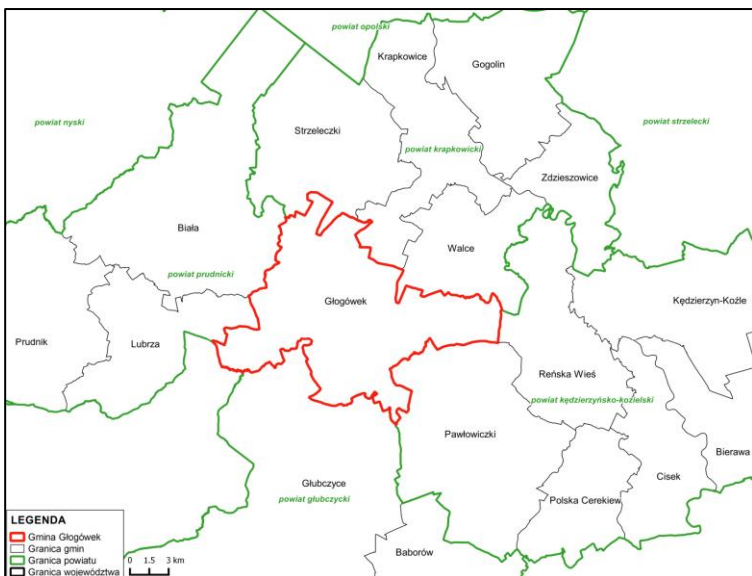 powiat opolski
Krapkowice
Gogolin
powiat nyski
Strzeleczki
powiat strzelecki
powiat krapkowicki
Zdzieszowice
Biała
Walce
powiat prudnicki
Głogówek
Kędzierzyn-Koźle
Prudnik
Lubrza
Reńska Wieś
powiat kędzierzyńsko-kozielski
Pawłowiczki
Bierawa
Głubczyce
Cisek
powiat głubczycki
Polska Cerekiew
Baborów
LEGENDA
Gmina Głogówek
Granica gmin
Granica powiatu
Granica województwa
0 1.5 3 km